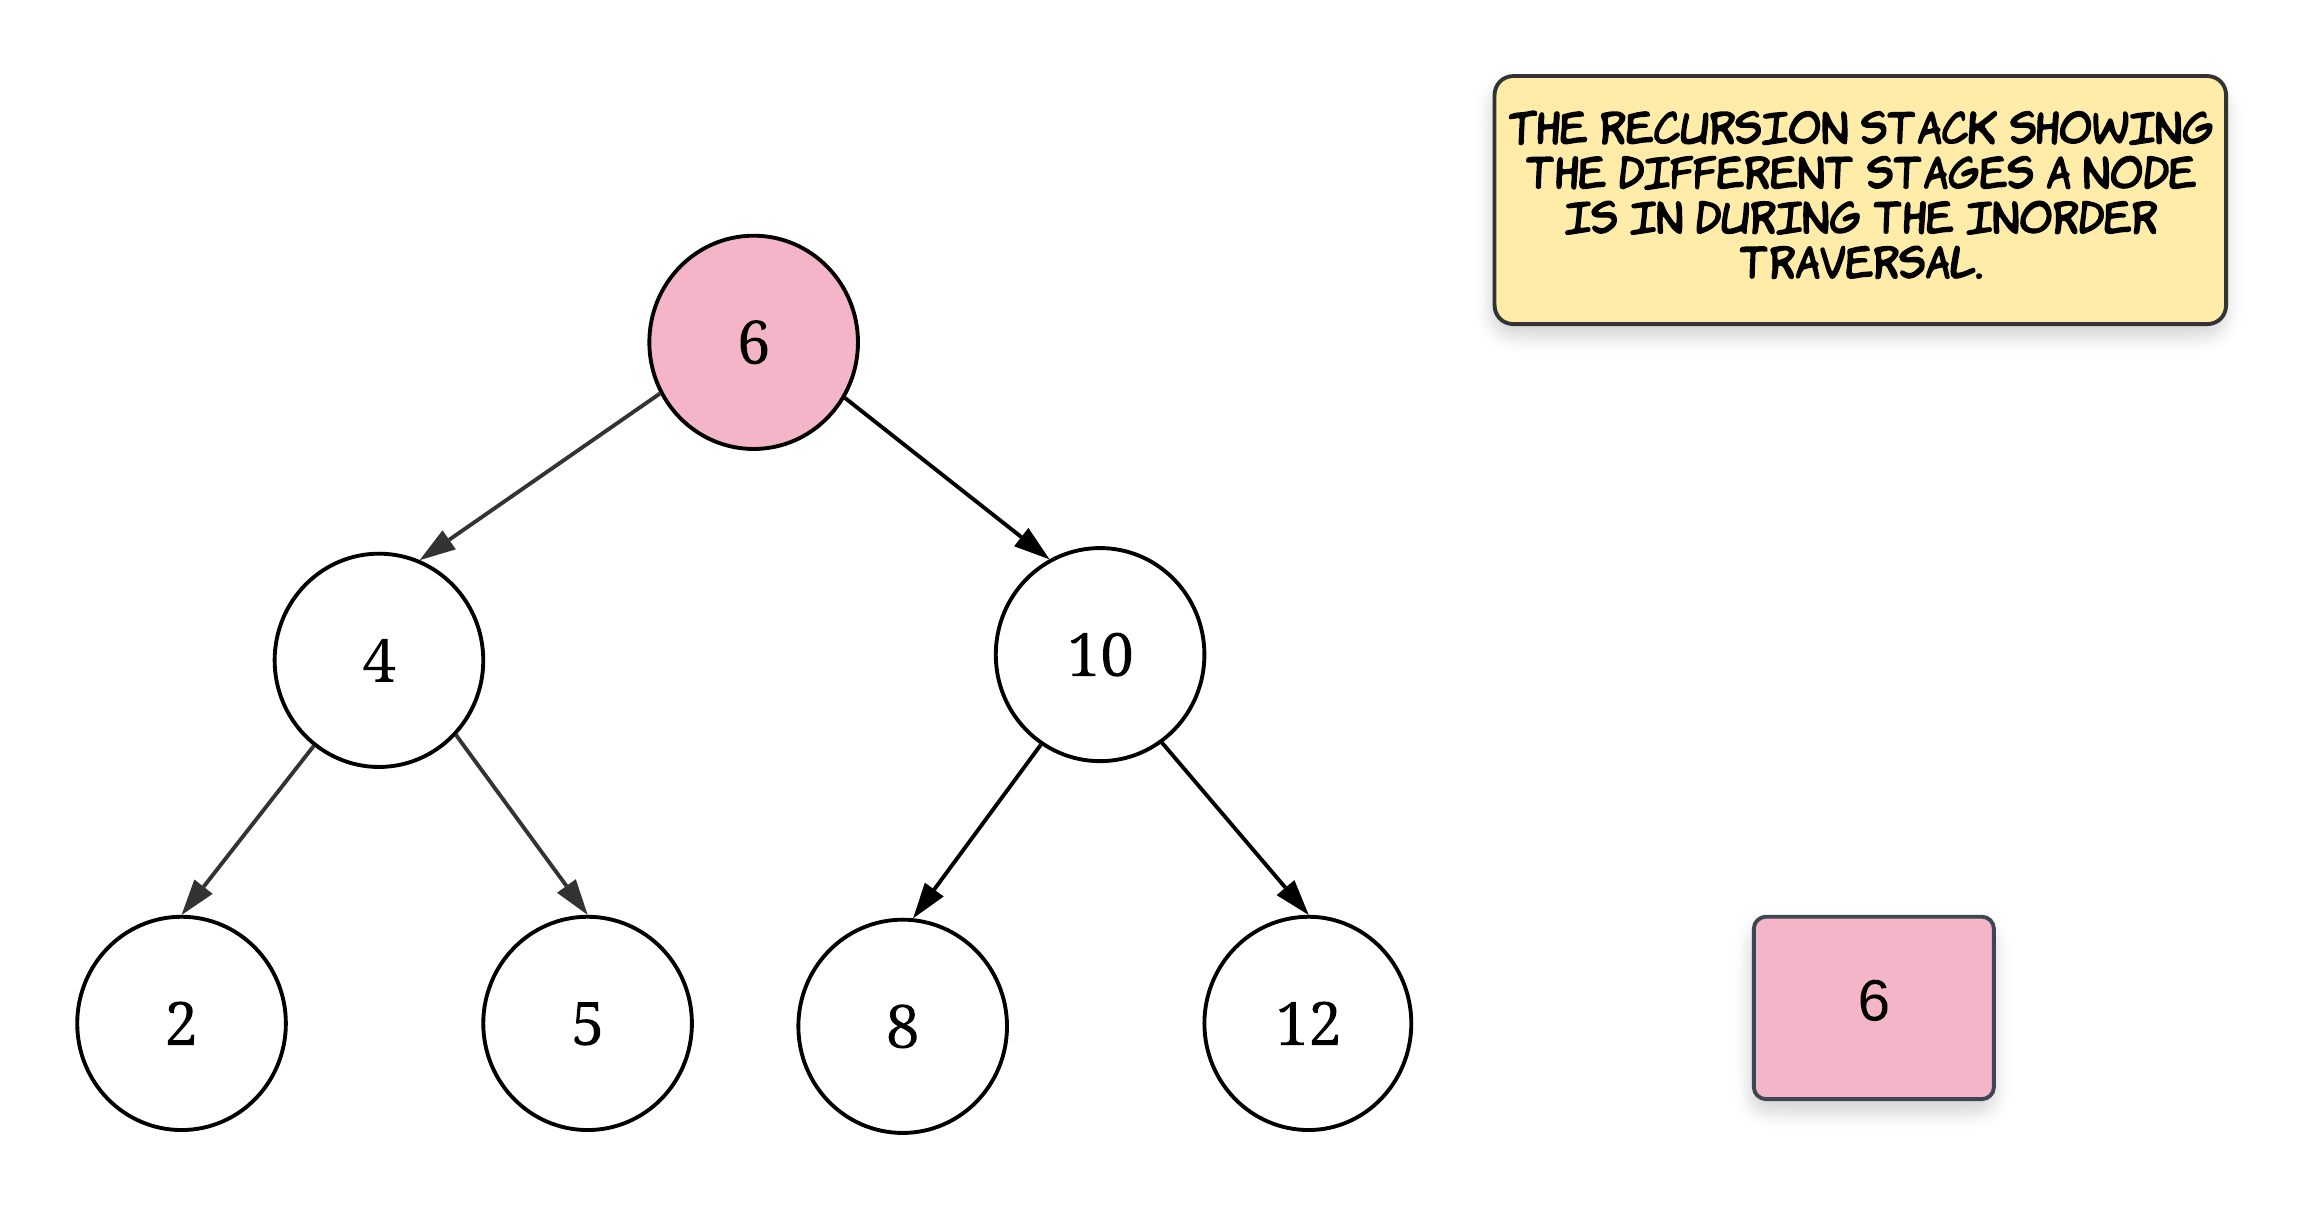 THE RECURSION STACK SHOWING
THE DIFFERENT STAGES A NODE
IS IN DURING THE INORDER
TRAVERSAL.
6
4
10
2
5
8
12
6